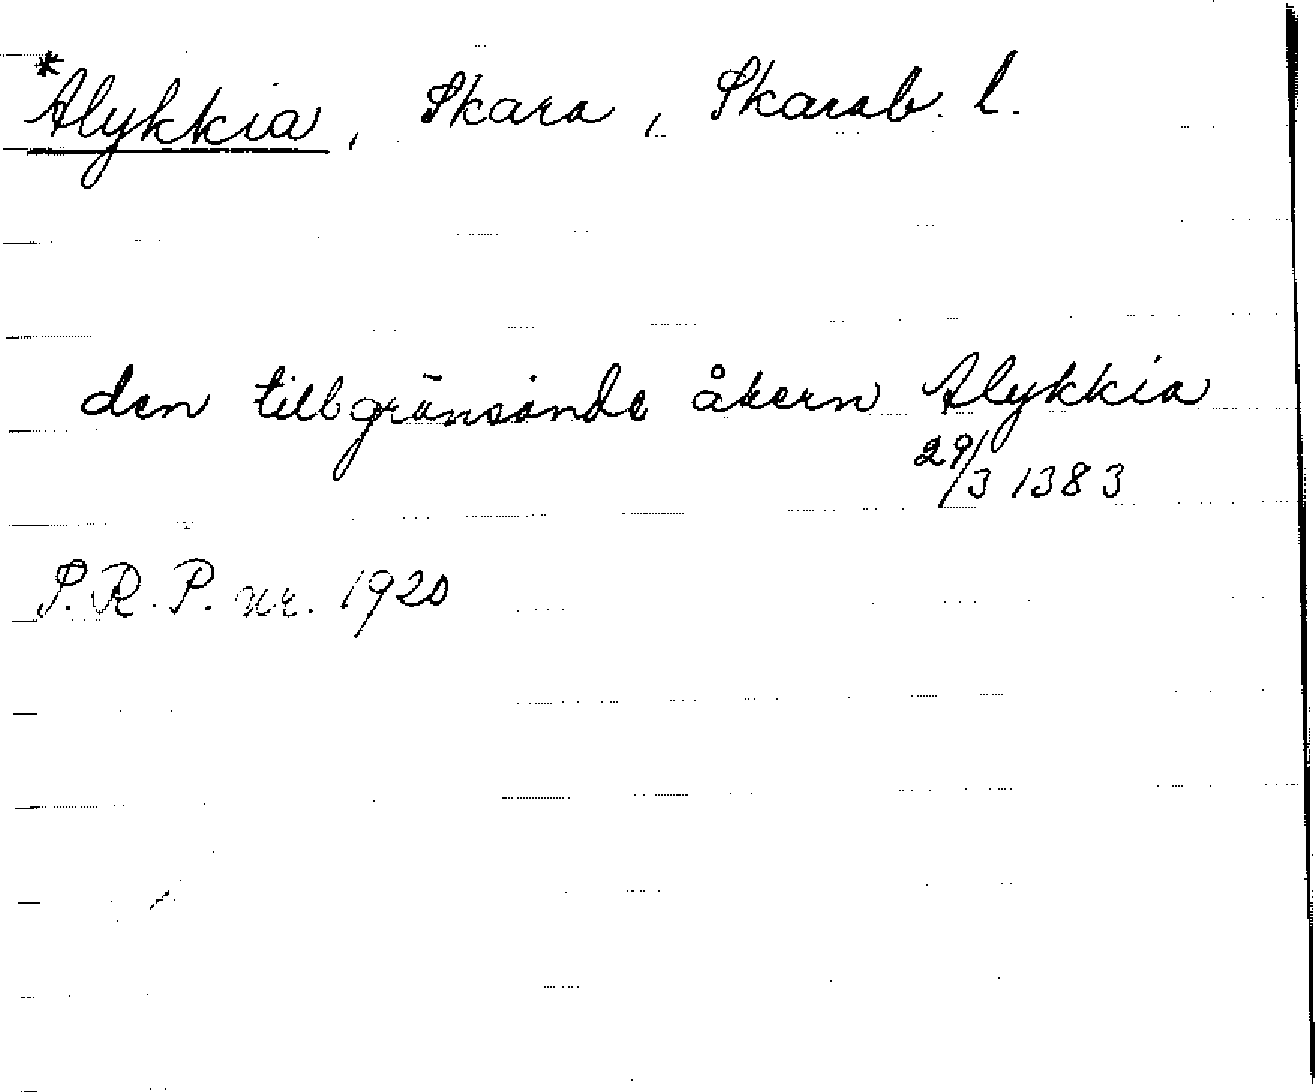 *Alykkia, Skara, Skarab. l.
den tillgränsande åkern Alykkia
29/3 1383
S.R.P. nr. 1920